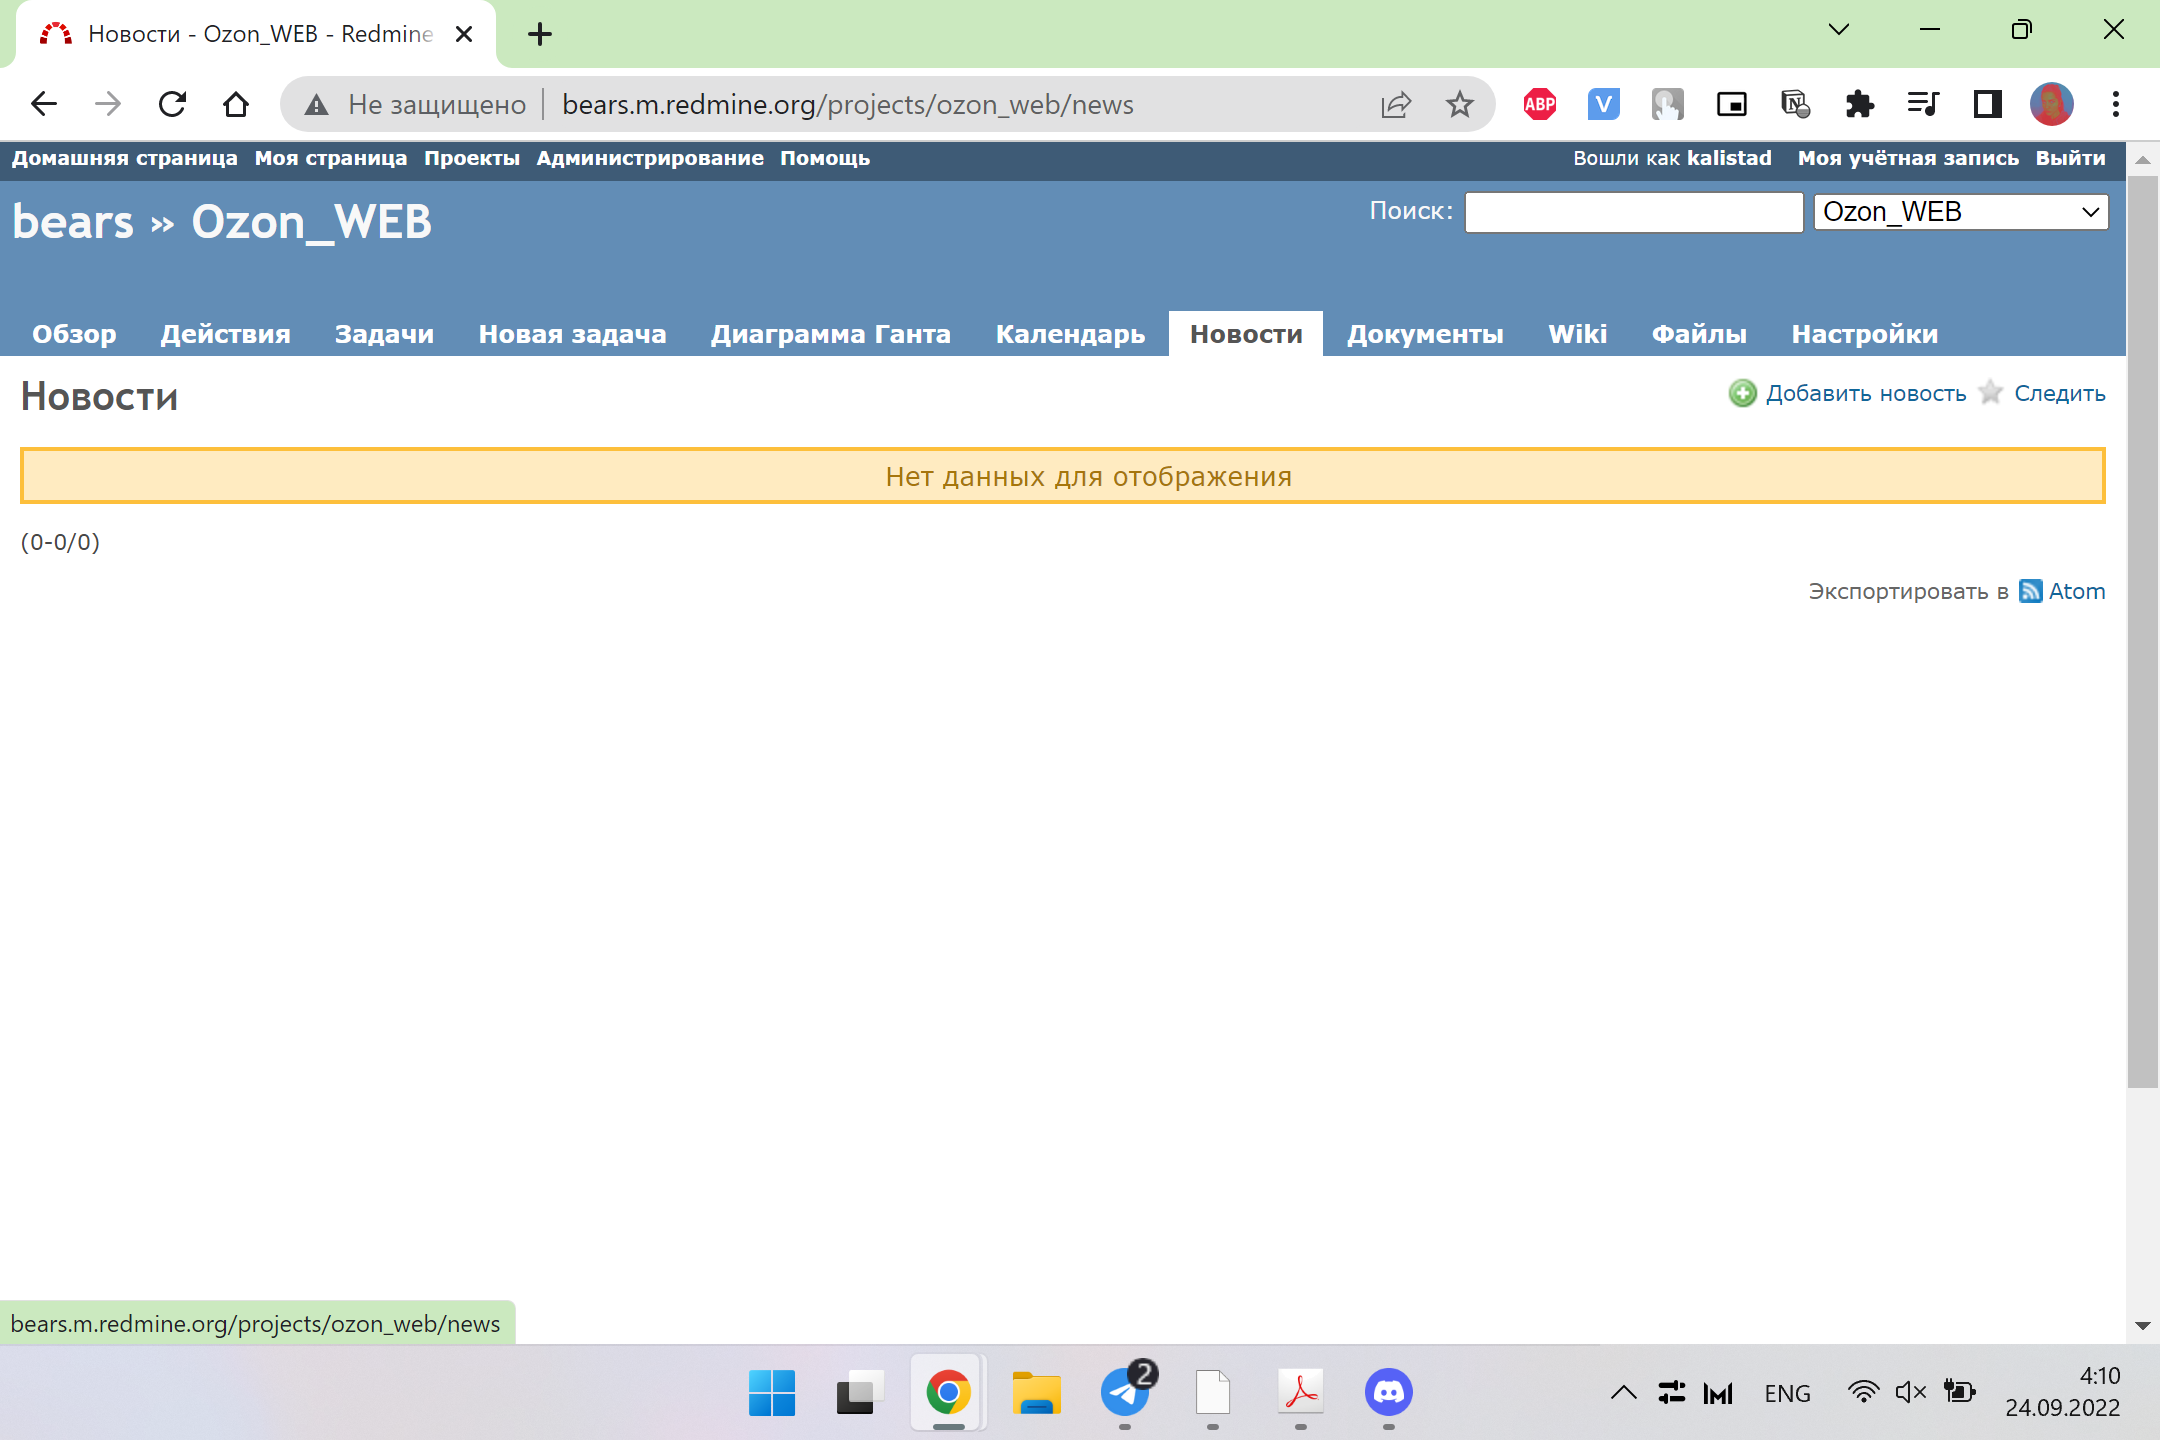 Новости - Ozon_WEB - Redmine
Не защищено bears.m.redmine.org/projects/ozon_web/news
ABP
V
N
Домашняя страница Моя страница Проекты Администрирование Помощь Вошли как kalistad Моя учётная запись Выйти
bears » Ozon_WEB Поиск: Ozon_WEB
Обзор Действия Задачи Новая задача Диаграмма Ганта Календарь Новости Документы Wiki Файлы Настройки
Новости Добавить новость Следить
Нет данных для отображения
(0-0/0)
Экспортировать в Atom
bears.m.redmine.org/projects/ozon_web/news
2
ENG
4:10
24.09.2022